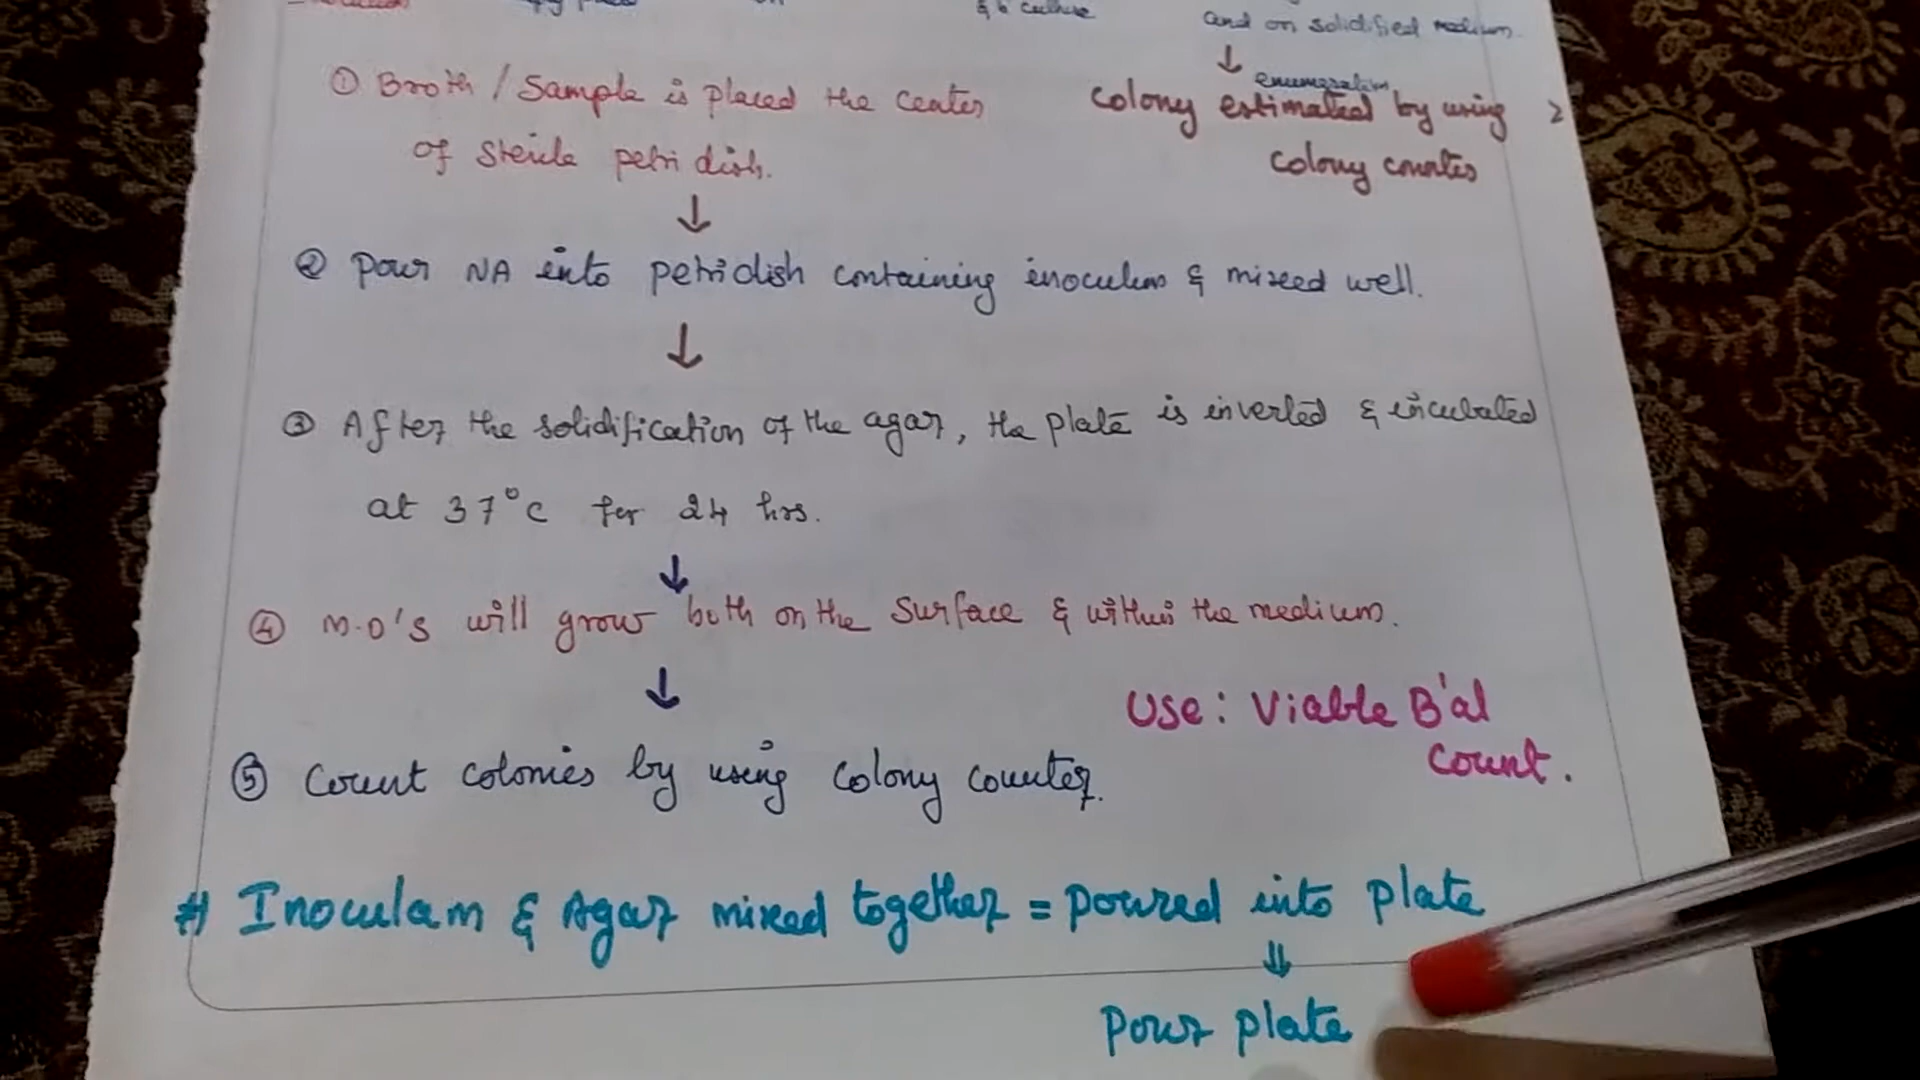 & b culture
and on solidified medium.
↓ enumeration
① Broth / Sample is placed the Center
of Sterile petri dish.
Colony estimated by using
Colony counter
↓
② Pour NA into petridish containing inoculum & mixed well.
↓
③ After the solidification of the agar, the plate is inverted & incubated
at 37°C for 24 hrs.
↓
④ M.O's will grow both on the Surface & within the medium.
↓
Use: Viable B'al
Count.
⑤ Count colonies by using Colony Counter.
# Inoculam & Agar mixed together = Poured into plate
⇓
Pour plate